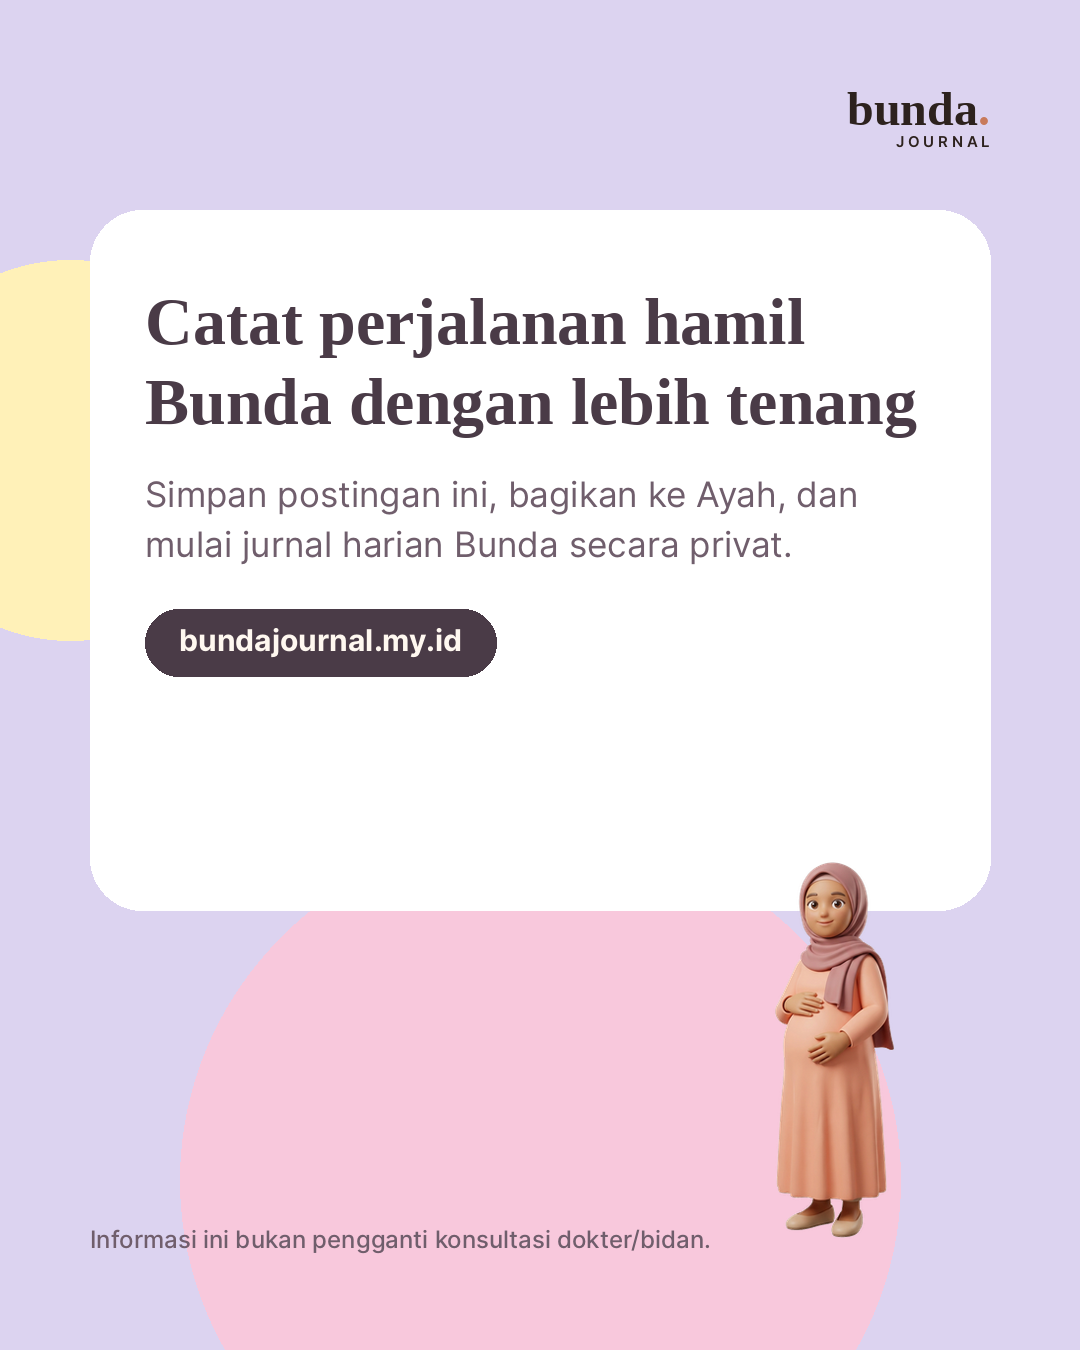 bunda.
JOURNAL
Catat perjalanan hamil
Bunda dengan lebih tenang
Simpan postingan ini, bagikan ke Ayah, dan
mulai jurnal harian Bunda secara privat.
bundajournal.my.id
Informasi ini bukan pengganti konsultasi dokter/bidan.